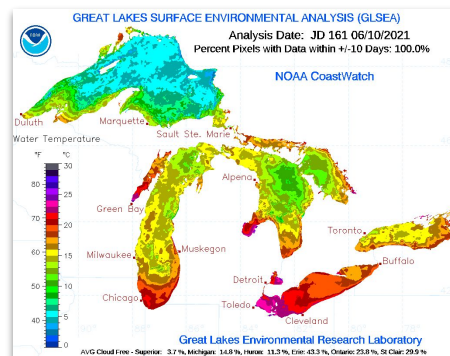 GREAT LAKES SURFACE ENVIRONMENTAL ANALYSIS (GLSEA)
Analysis Date: JD 161 06/10/2021
Percent Pixels with Data within +/-10 Days: 100.0%
NOAA CoastWatch
Duluth
Marquette
Sault Ste. Marie
Water Temperature
°F °C
30
80
25
70
20
60
15
10
50
5
40
0
Alpena
Green Bay
Toronto
Milwaukee
Muskegon
Buffalo
Detroit
Chicago
Toledo
Cleveland
Great Lakes Environmental Research Laboratory
AVG Cloud Free - Superior: 3.7 %, Michigan: 14.8 %, Huron: 11.3 %, Erie: 43.3 %, Ontario: 23.8 %, St Clair: 29.9 %